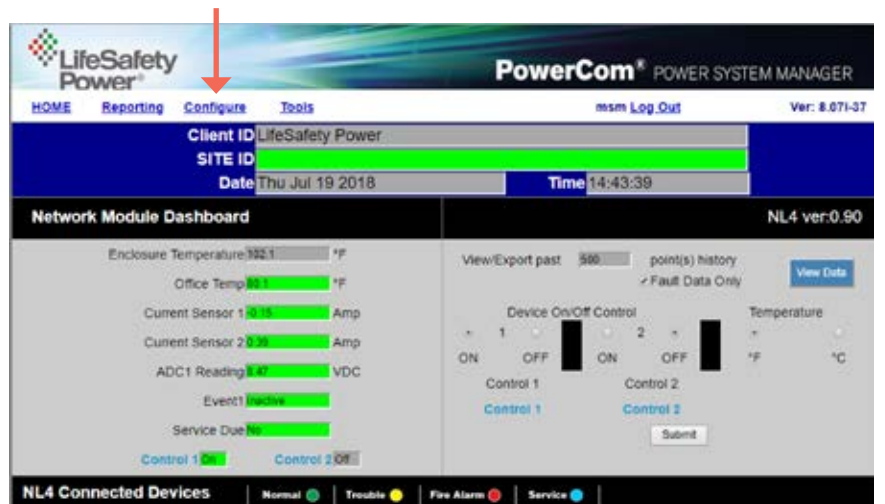 LifeSafety
Power®
PowerCom® POWER SYSTEM MANAGER
HOME Reporting Configure Tools msm Log Out Ver: 8.07i-37
Client ID LifeSafety Power
SITE ID
Date Thu Jul 19 2018 Time 14:43:39
Network Module Dashboard NL4 ver:0.90
Enclosure Temperature 102.1 °F
Office Temp 80.1 °F
Current Sensor 1 -0.15 Amp
Current Sensor 2 0.39 Amp
ADC1 Reading 8.47 VDC
Event1 Inactive
Service Due No
Control 1 On Control 2 Off
View/Export past 500 point(s) history
Fault Data Only
View Data
Device On/Off Control Temperature
1 2
ON OFF ON OFF °F °C
Control 1 Control 2
Control 1 Control 2
Submit
NL4 Connected Devices Normal Trouble Fire Alarm Service